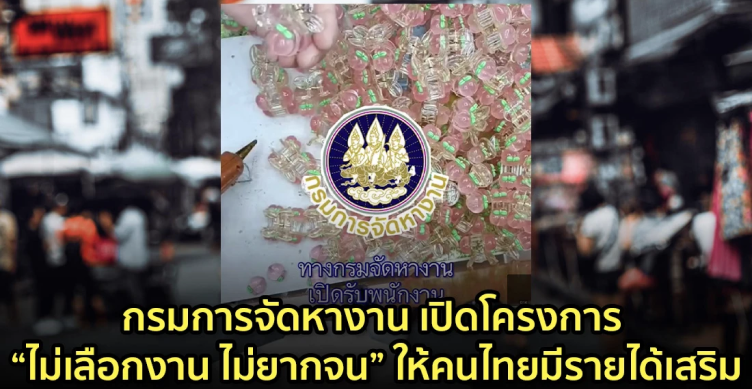 กรมการจัดหางาน
ทางกรมจัดหางาน
เปิดรับพนักงาน
กรมการจัดหางาน เปิดโครงการ
“ไม่เลือกงาน ไม่ยากจน” ให้คนไทยมีรายได้เสริม